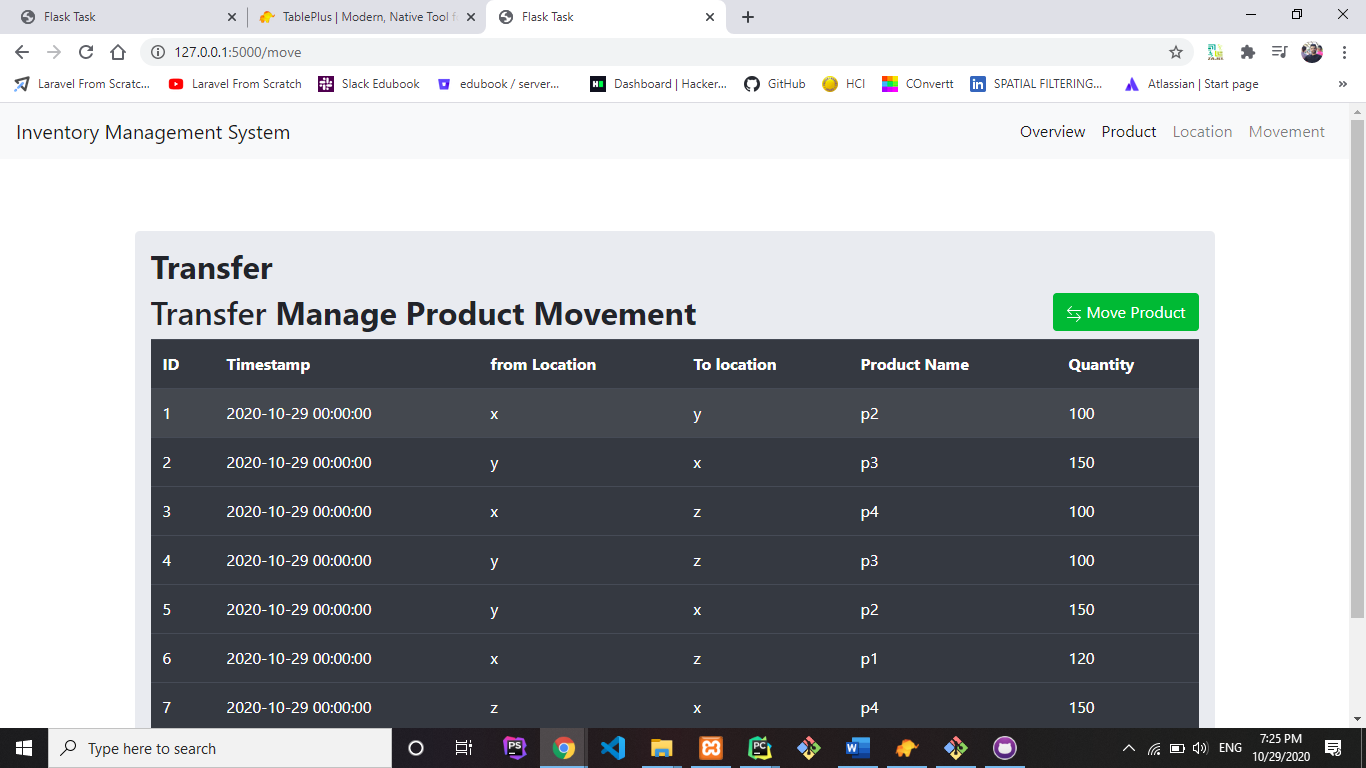 Flask Task
TablePlus | Modern, Native Tool f
Flask Task
127.0.0.1:5000/move
Laravel From Scratc...
Laravel From Scratch
Slack Edubook
edubook / server...
Dashboard | Hacker...
GitHub
HCI
COnvertt
SPATIAL FILTERING...
Atlassian | Start page
Inventory Management System
Overview Product Location Movement
Transfer
Transfer Manage Product Movement
Move Product
ID Timestamp from Location To location Product Name Quantity
1 2020-10-29 00:00:00 x y p2 100
2 2020-10-29 00:00:00 y x p3 150
3 2020-10-29 00:00:00 x z p4 100
4 2020-10-29 00:00:00 y z p3 100
5 2020-10-29 00:00:00 y x p2 150
6 2020-10-29 00:00:00 x z p1 120
7 2020-10-29 00:00:00 z x p4 150
Type here to search
PS
PC
W
ENG
7:25 PM
10/29/2020